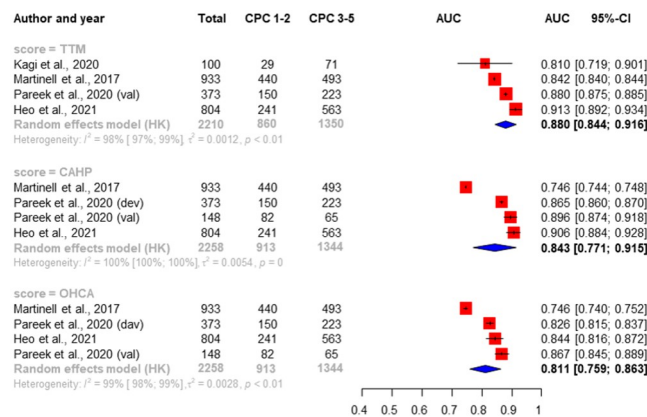 Author and year Total CPC 1-2 CPC 3-5 AUC AUC 95%-CI
score = TTM
Kagi et al., 2020 100 29 71 0.810 [0.719; 0.901]
Martinell et al., 2017 933 440 493 0.842 [0.840; 0.844]
Pareek et al., 2020 (val) 373 150 223 0.880 [0.875; 0.885]
Heo et al., 2021 804 241 563 0.913 [0.892; 0.934]
Random effects model (HK) 2210 860 1350 0.880 [0.844; 0.916]
Heterogeneity: I² = 98% [ 97%; 99%], τ² = 0.0012, p < 0.01
score = CAHP
Martinell et al., 2017 933 440 493 0.746 [0.744; 0.748]
Pareek et al., 2020 (dev) 373 150 223 0.865 [0.860; 0.870]
Pareek et al., 2020 (val) 148 82 65 0.896 [0.874; 0.918]
Heo et al., 2021 804 241 563 0.906 [0.884; 0.928]
Random effects model (HK) 2258 913 1344 0.843 [0.771; 0.915]
Heterogeneity: I² = 100% [100%; 100%], τ² = 0.0054, p = 0
score = OHCA
Martinell et al., 2017 933 440 493 0.746 [0.740; 0.752]
Pareek et al., 2020 (dav) 373 150 223 0.826 [0.815; 0.837]
Heo et al., 2021 804 241 563 0.844 [0.816; 0.872]
Pareek et al., 2020 (val) 148 82 65 0.867 [0.845; 0.889]
Random effects model (HK) 2258 913 1344 0.811 [0.759; 0.863]
Heterogeneity: I² = 99% [ 98%; 99%], τ² = 0.0028, p < 0.01
0.4 0.5 0.6 0.7 0.8 0.9 1